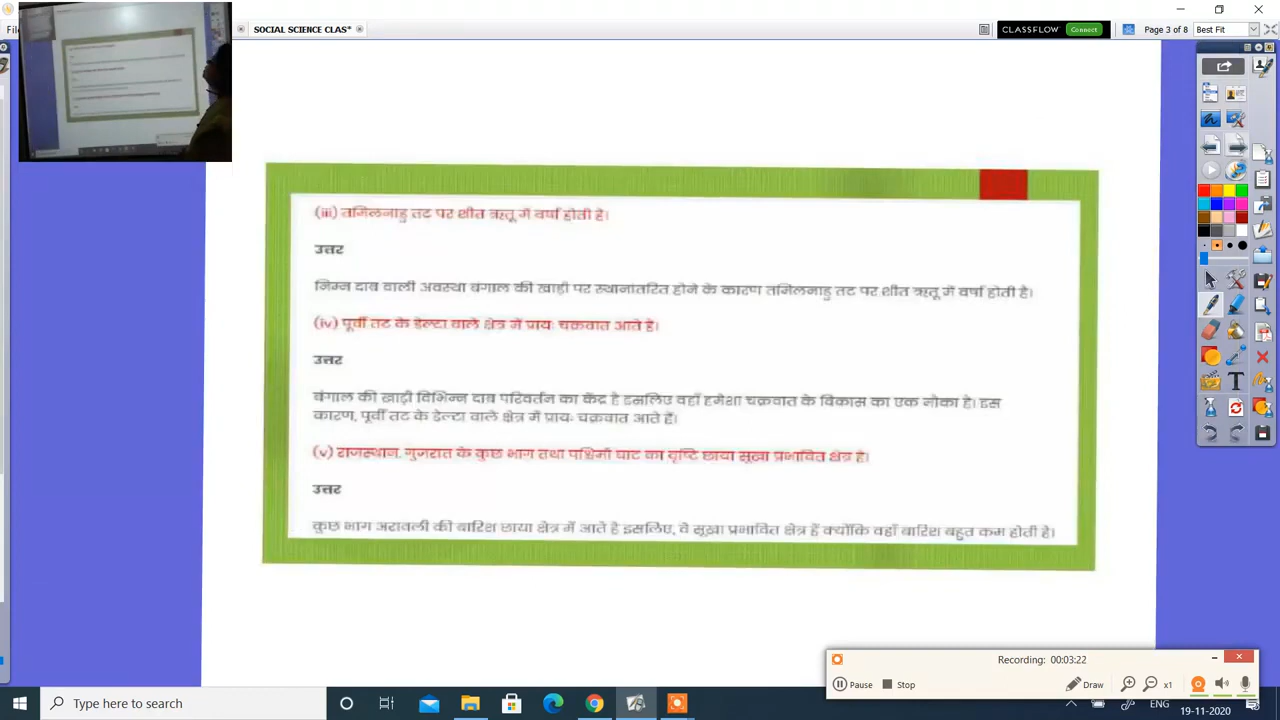 SOCIAL SCIENCE CLAS*
CLASSFLOW Connect
Page 3 of 8
Best Fit
(iii) तमिलनाडु तट पर शीत ऋतू में वर्षा होती है।
उत्तर
निम्न दाब वाली अवस्था बंगाल की खाड़ी पर स्थानांतरित होने के कारण तमिलनाडु तट पर शीत ऋतू में वर्षा होती है।
(iv) पूर्वी तट के डेल्टा वाले क्षेत्र में प्रायः चक्रवात आते है।
उत्तर
बंगाल की खाड़ी विभिन्न दाब परिवर्तन का केंद्र है इसलिए वहाँ हमेशा चक्रवात के विकास का एक मौका है। इस
कारण, पूर्वी तट के डेल्टा वाले क्षेत्र में प्रायः चक्रवात आते हैं।
(v) राजस्थान, गुजरात के कुछ भाग तथा पश्चिमी घाट का वृष्टि छाया सूखा प्रभावित क्षेत्र है।
उत्तर
कुछ भाग अरावली की बारिश छाया क्षेत्र में आते है इसलिए, वे सूखा प्रभावित क्षेत्र हैं क्योंकि वहाँ बारिश बहुत कम होती है।
Recording: 00:03:22
Pause Stop Draw x1
Type here to search
ENG
19-11-2020